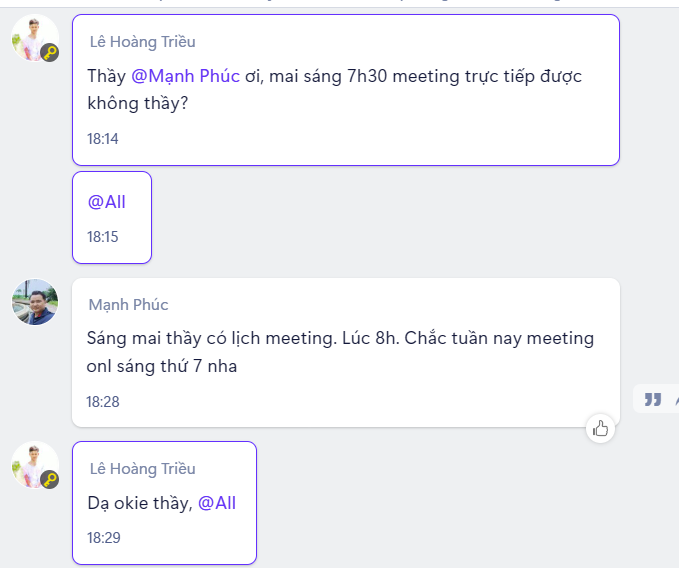 Lê Hoàng Triều
Thầy @Mạnh Phúc ơi, mai sáng 7h30 meeting trực tiếp được
không thầy?
18:14
@All
18:15
Mạnh Phúc
Sáng mai thầy có lịch meeting. Lúc 8h. Chắc tuần nay meeting
onl sáng thứ 7 nha
18:28
Lê Hoàng Triều
Dạ okie thầy, @All
18:29